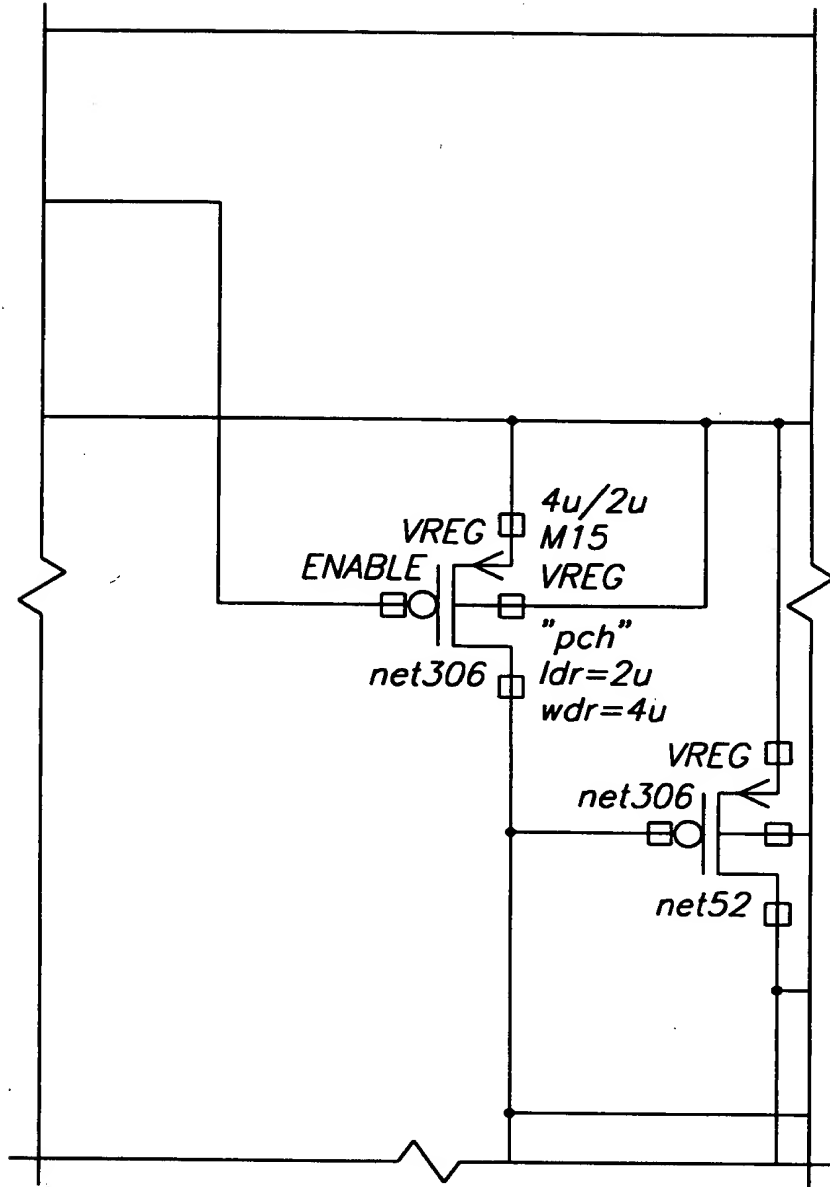 4u/2u
VREG
M15
ENABLE
VREG
"pch"
net306
ldr=2u
wdr=4u
VREG
net306
net52